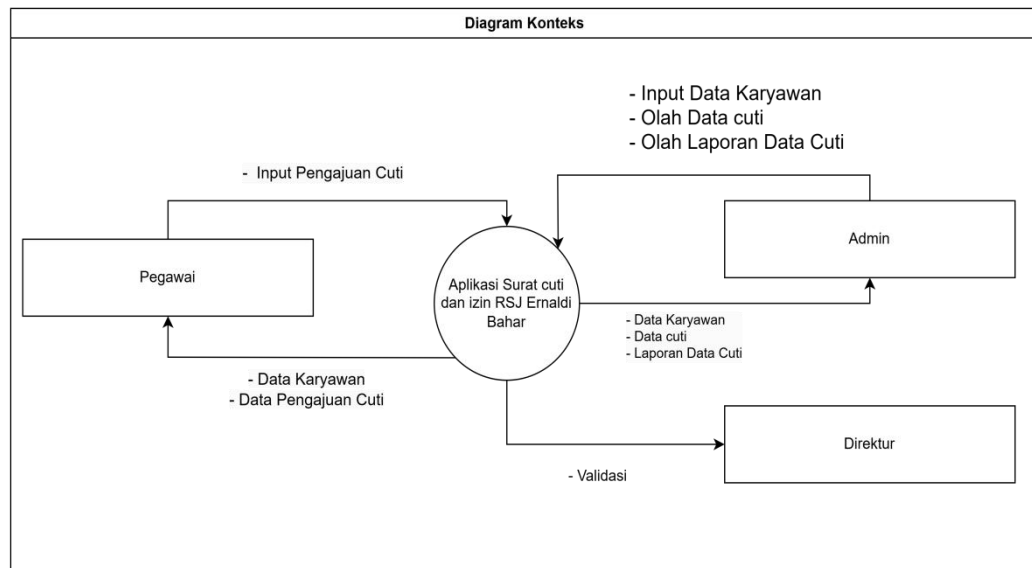 Diagram Konteks
- Input Data Karyawan
- Olah Data cuti
- Olah Laporan Data Cuti
- Input Pengajuan Cuti
Pegawai
Aplikasi Surat cuti
dan izin RSJ Ernaldi
Bahar
Admin
- Data Karyawan
- Data cuti
- Laporan Data Cuti
- Data Karyawan
- Data Pengajuan Cuti
Direktur
- Validasi